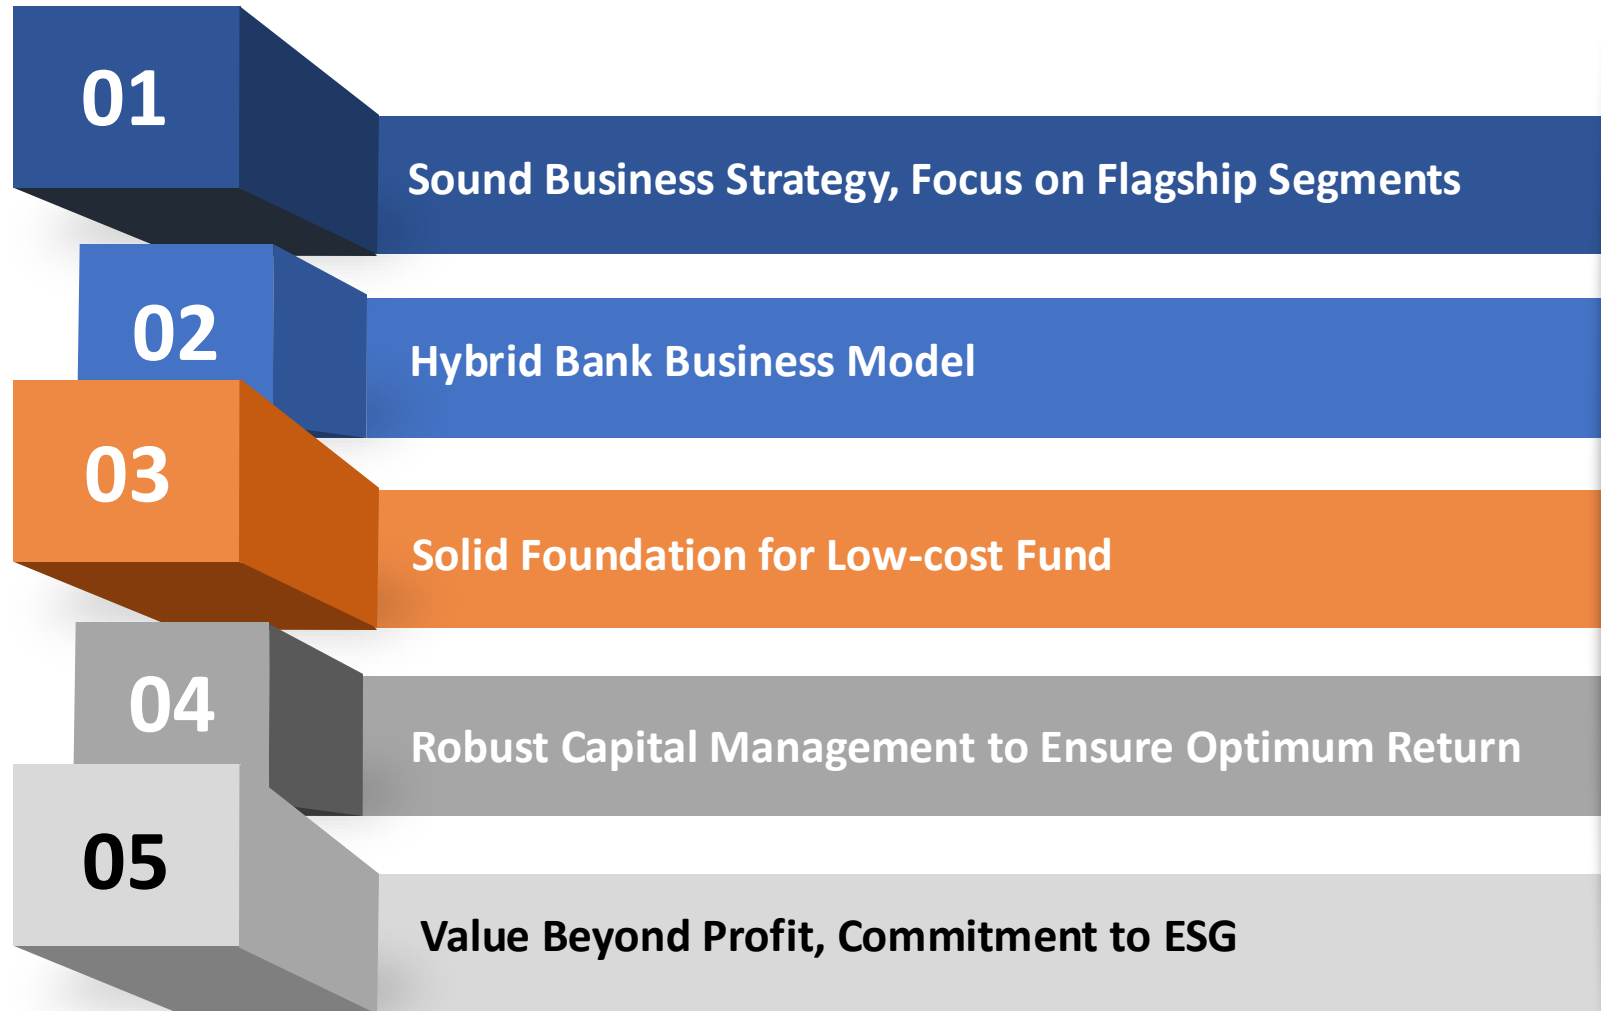 01
Sound Business Strategy, Focus on Flagship Segments
02
Hybrid Bank Business Model
03
Solid Foundation for Low-cost Fund
04
Robust Capital Management to Ensure Optimum Return
05
Value Beyond Profit, Commitment to ESG